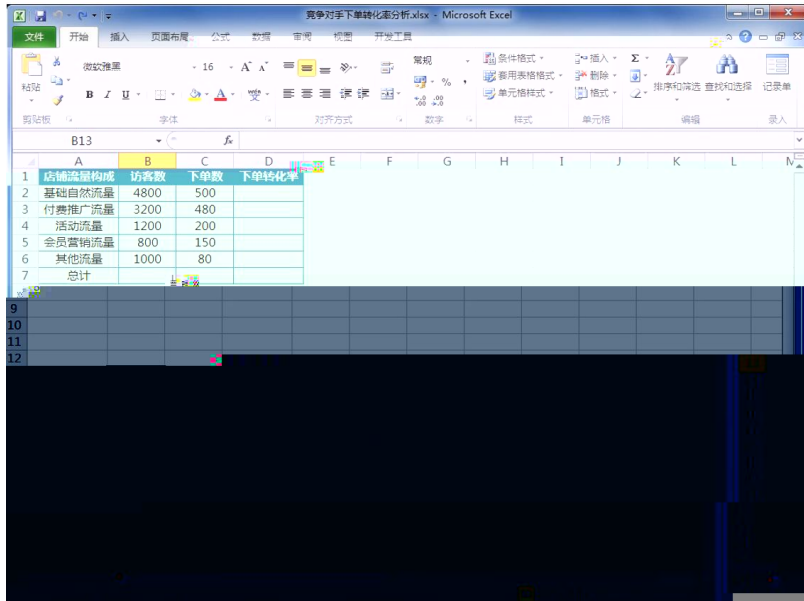 竞争对手下单转化率分析.xlsx - Microsoft Excel
文件 开始 插入 页面布局 公式 数据 审阅 视图 开发工具
微软雅黑 16 A A 常规 条件格式 插入 Σ
粘贴 % , 套用表格格式 删除 排序和筛选 查找和选择 记录单
B I U A 单元格样式 格式
剪贴板 字体 对齐方式 数字 样式 单元格 编辑 录入
B13 fx
A B C D E F G H I J K L
1 店铺流量构成 访客数 下单数 下单转化率
2 基础自然流量 4800 500
3 付费推广流量 3200 480
4 活动流量 1200 200
5 会员营销流量 800 150
6 其他流量 1000 80
7 总计
9
10
11
12